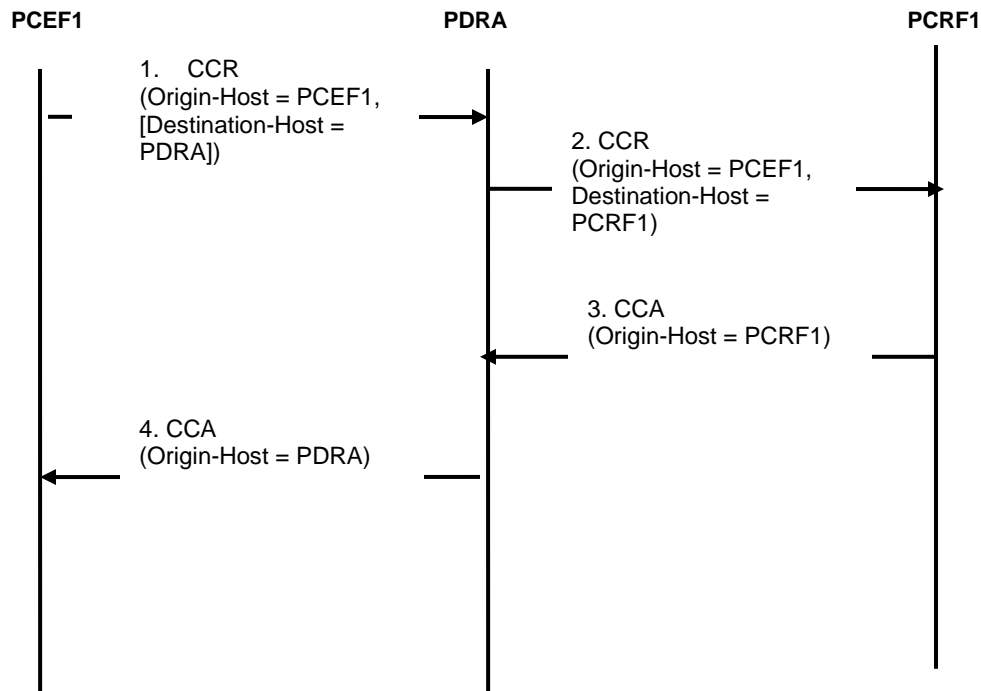 PCEF1
PDRA
PCRF1
1. CCR
(Origin-Host = PCEF1,
[Destination-Host =
PDRA])
2. CCR
(Origin-Host = PCEF1,
Destination-Host =
PCRF1)
3. CCA
(Origin-Host = PCRF1)
4. CCA
(Origin-Host = PDRA)